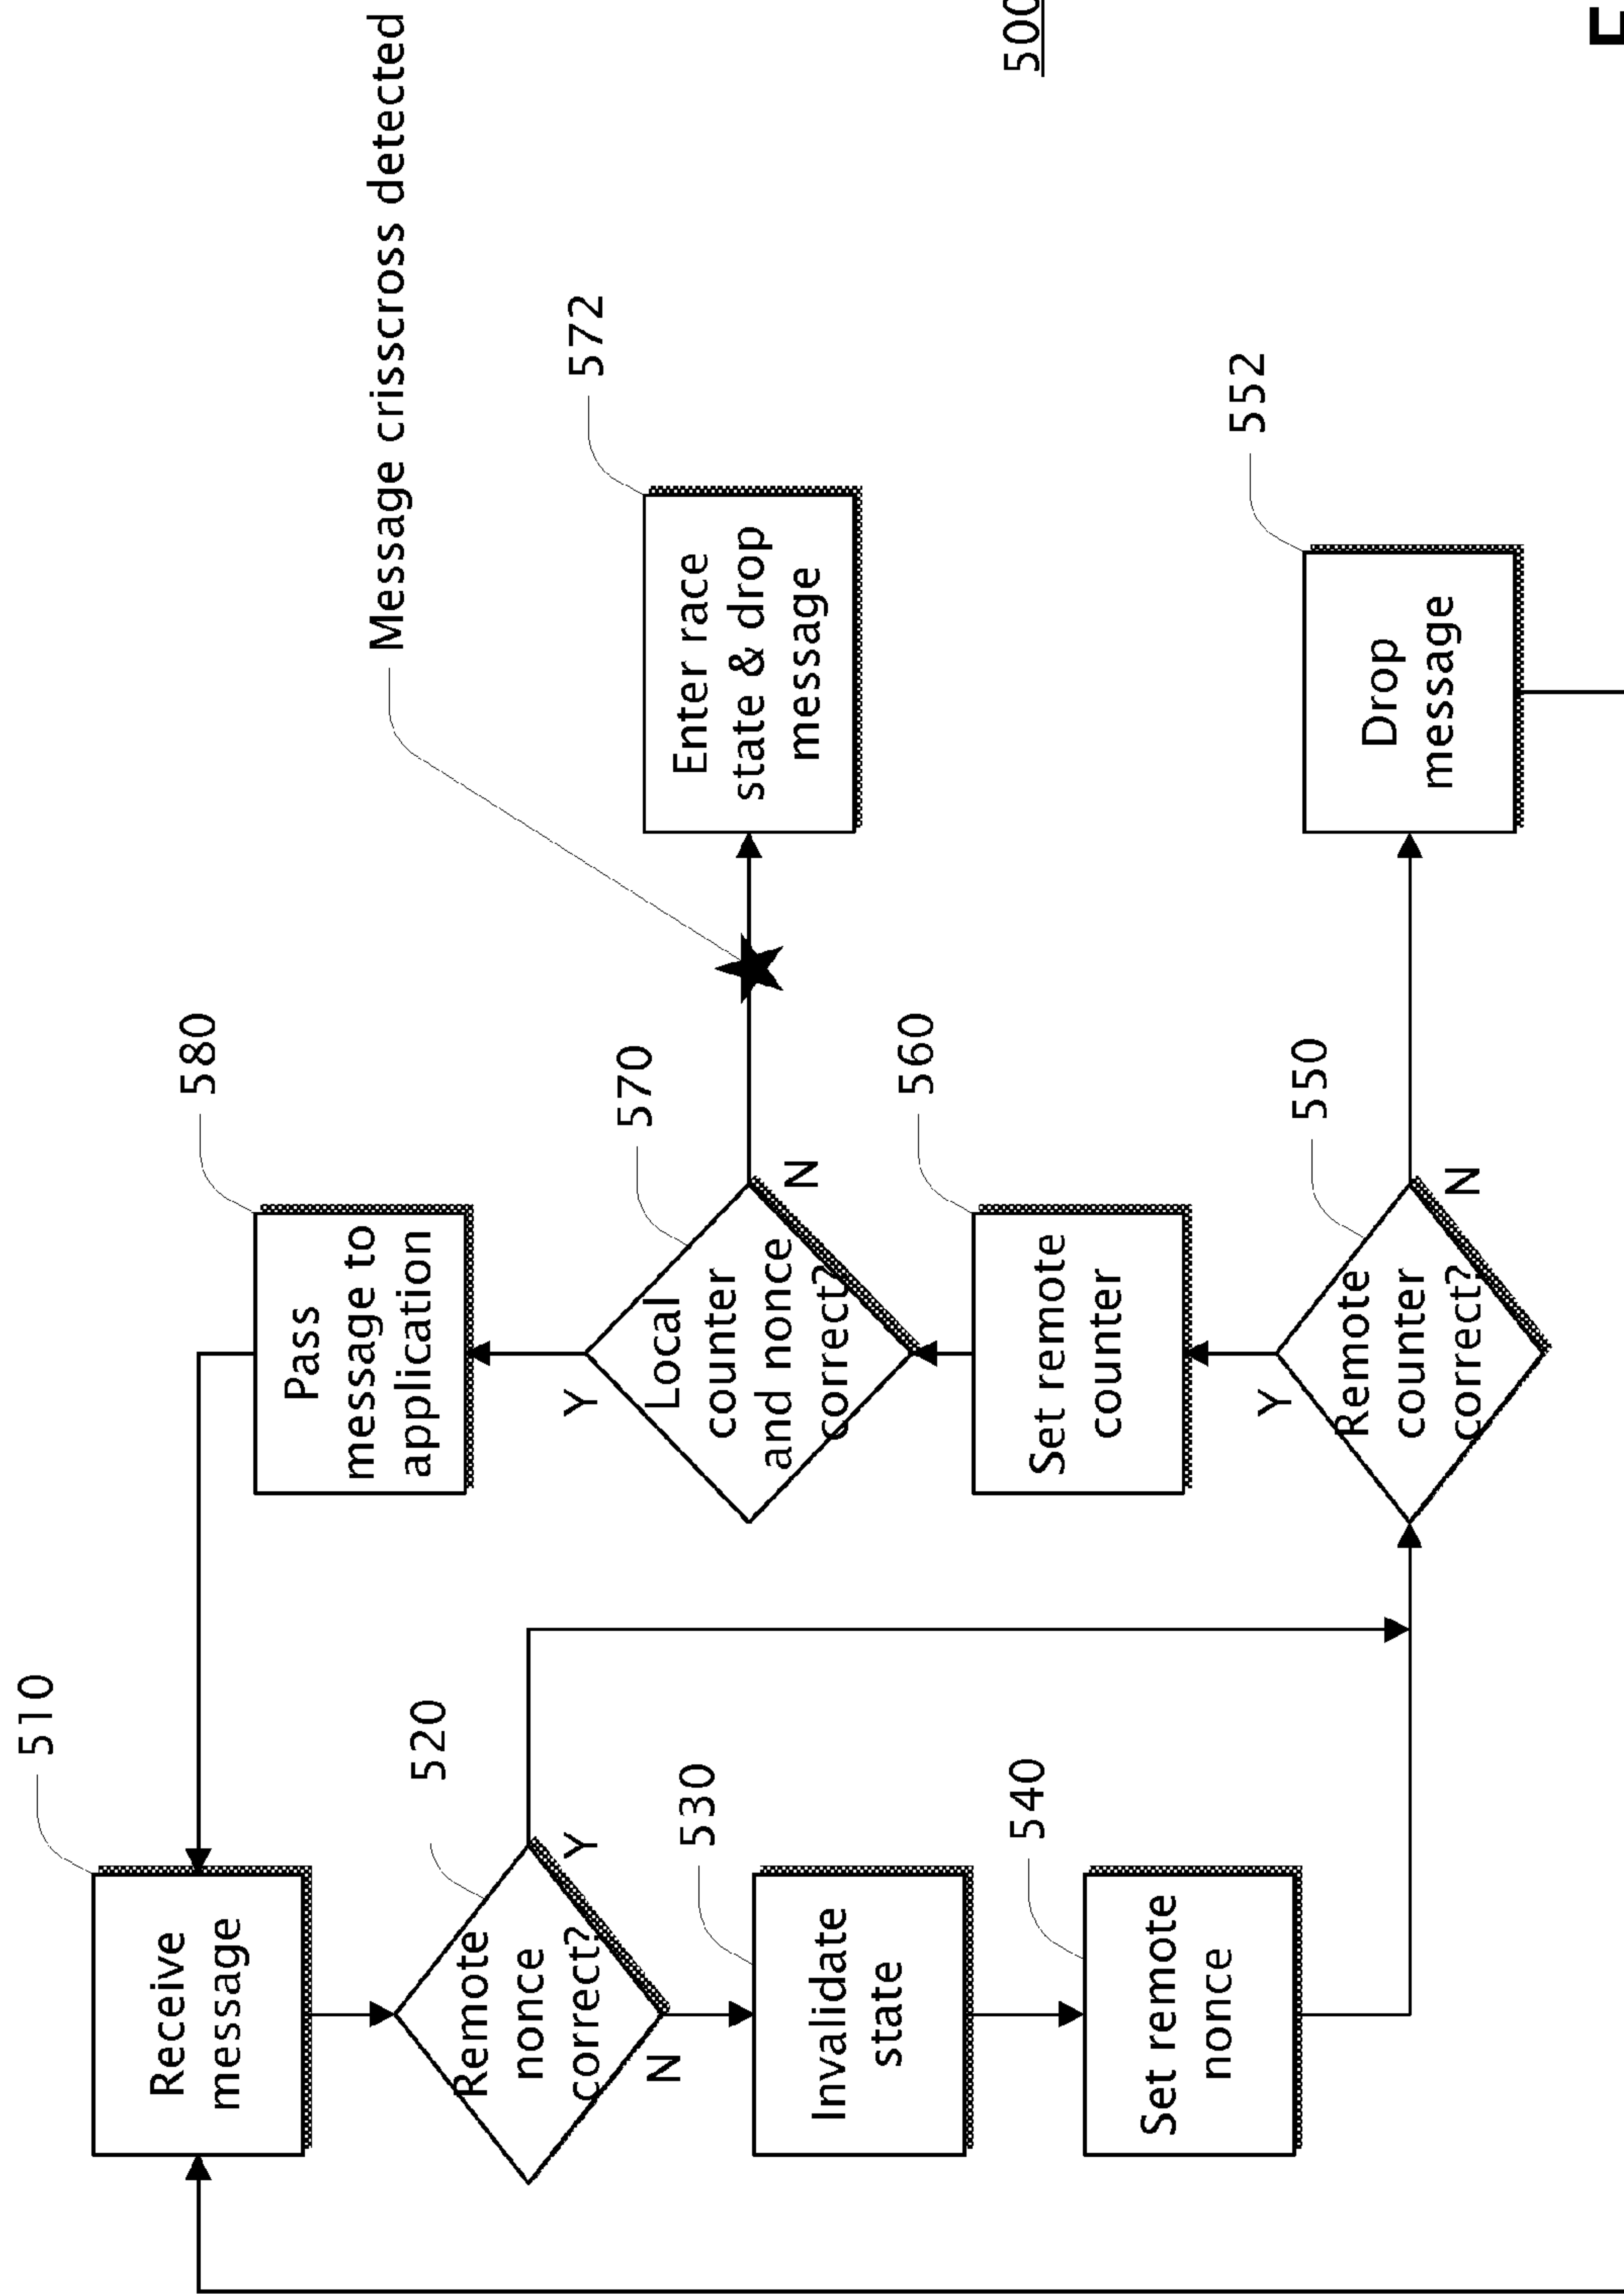 510
Receive
message
520
Remote
nonce
correct?
Y
N
530
Invalidate
state
540
Set remote
nonce
580
Pass
message to
application
Y
570
Local
counter
and nonce
correct?
N
560
Set remote
counter
Y
550
Remote
counter
correct?
N
Message crisscross detected
572
Enter race
state & drop
message
552
Drop
message
500